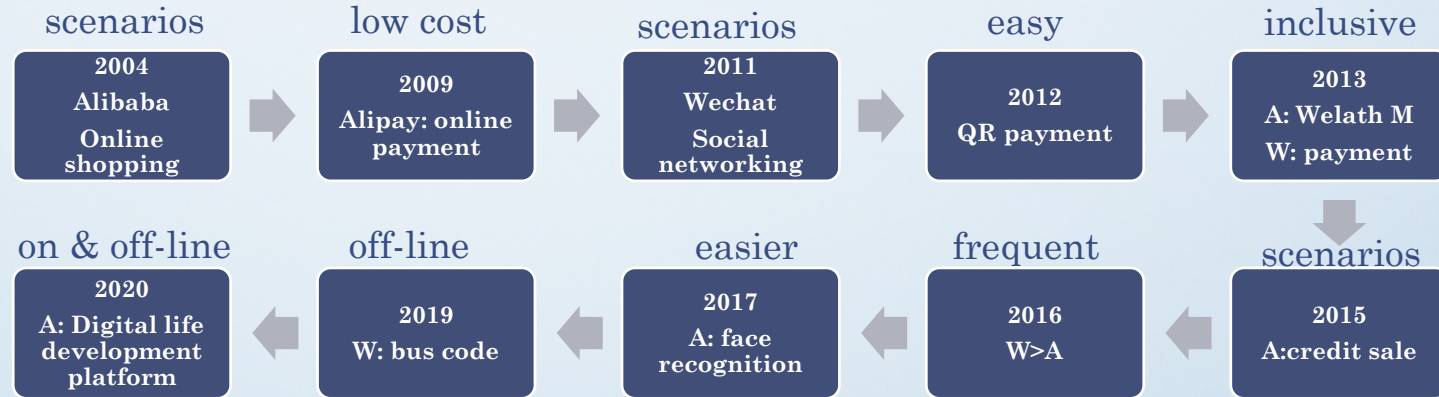 scenarios
2004
Alibaba
Online
shopping
low cost
2009
Alipay: online
payment
scenarios
2011
Wechat
Social
networking
easy
2012
QR payment
inclusive
2013
A: Welath M
W: payment
scenarios
2015
A:credit sale
frequent
2016
W>A
easier
2017
A: face
recognition
off-line
2019
W: bus code
on & off-line
2020
A: Digital life
development
platform